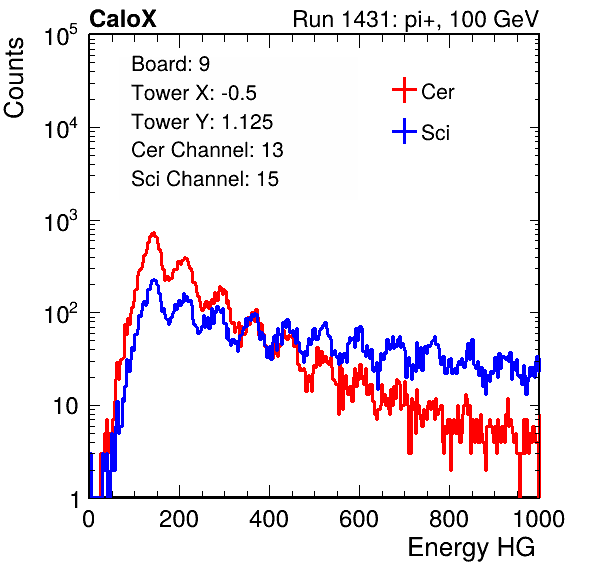 CaloX Run 1431: pi+, 100 GeV
Counts
Board: 9
Tower X: -0.5
Tower Y: 1.125
Cer Channel: 13
Sci Channel: 15
Cer
Sci
10^5
10^4
10^3
10^2
10
1
0 200 400 600 800 1000
Energy HG